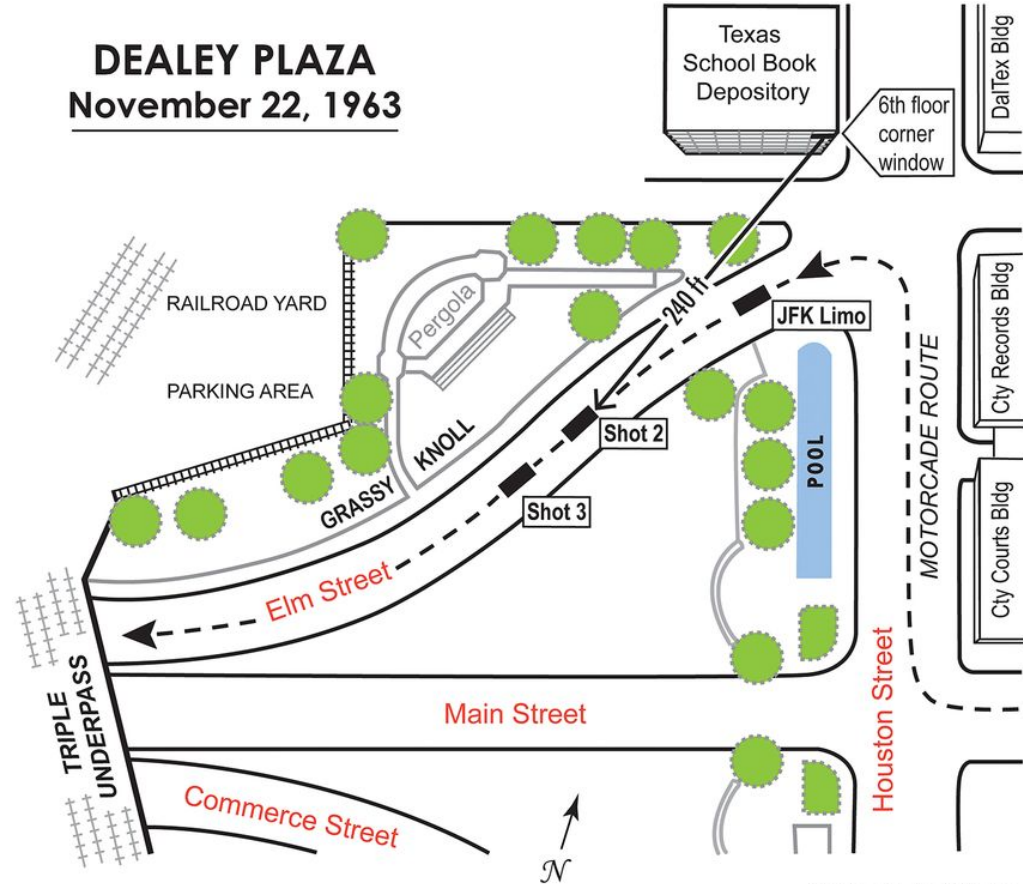 DEALEY PLAZA
November 22, 1963
Texas
School Book
Depository
DalTex Bldg
6th floor
corner
window
RAILROAD YARD
Pergola
240 ft
JFK Limo
Cty Records Bldg
PARKING AREA
MOTORCADE ROUTE
GRASSY KNOLL
Shot 2
POOL
Shot 3
Cty Courts Bldg
Elm Street
TRIPLE
UNDERPASS
Main Street
Houston Street
Commerce Street
N